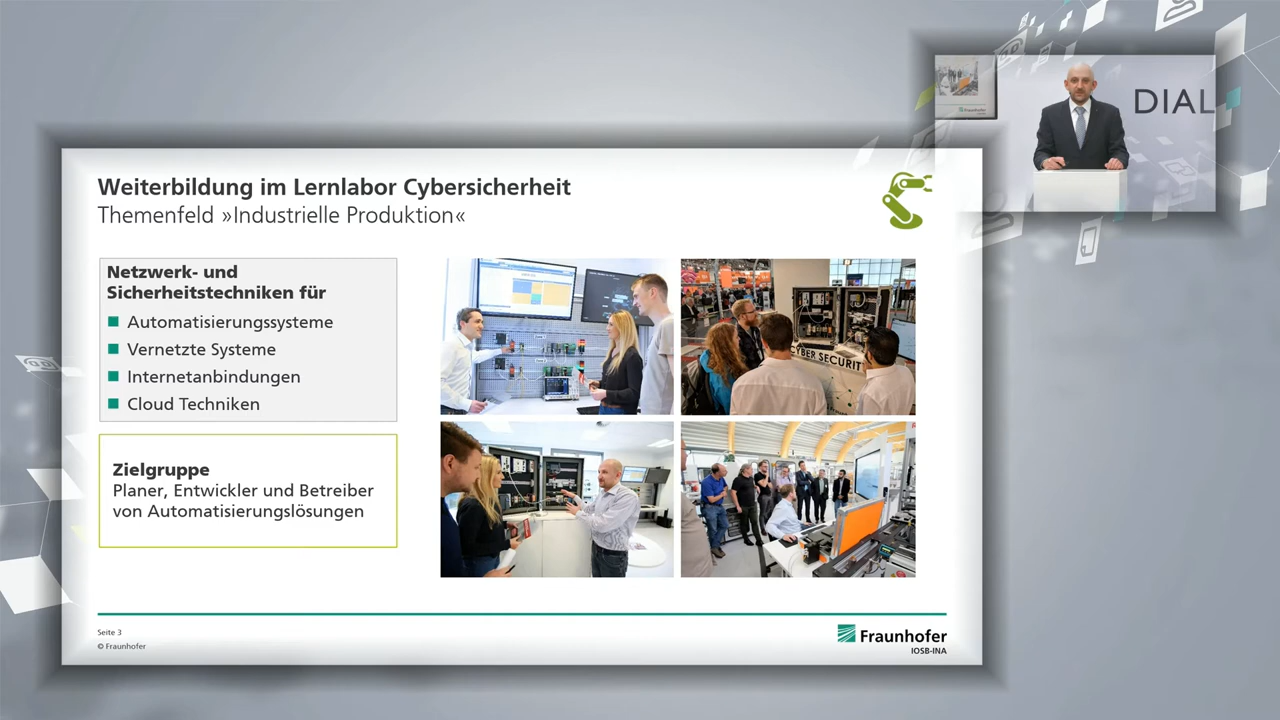 DIAL
Weiterbildung im Lernlabor Cybersicherheit
Themenfeld »Industrielle Produktion«
Netzwerk- und
Sicherheitstechniken für
Automatisierungssysteme
Vernetzte Systeme
Internetanbindungen
Cloud Techniken
Zielgruppe
Planer, Entwickler und Betreiber
von Automatisierungslösungen
CYBER SECURIT
Seite 3
© Fraunhofer
Fraunhofer
IOSB-INA